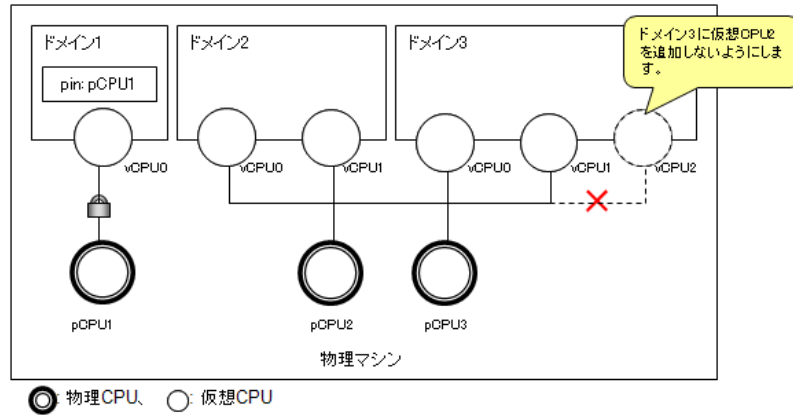 ドメイン1
ドメイン2
ドメイン3
ドメイン3に仮想CPU2
を追加しないようにしま
す。
pin: pCPU1
vCPU0
vCPU0
vCPU1
vCPU0
vCPU1
vCPU2
pCPU1
pCPU2
pCPU3
物理マシン
: 物理CPU、 : 仮想CPU